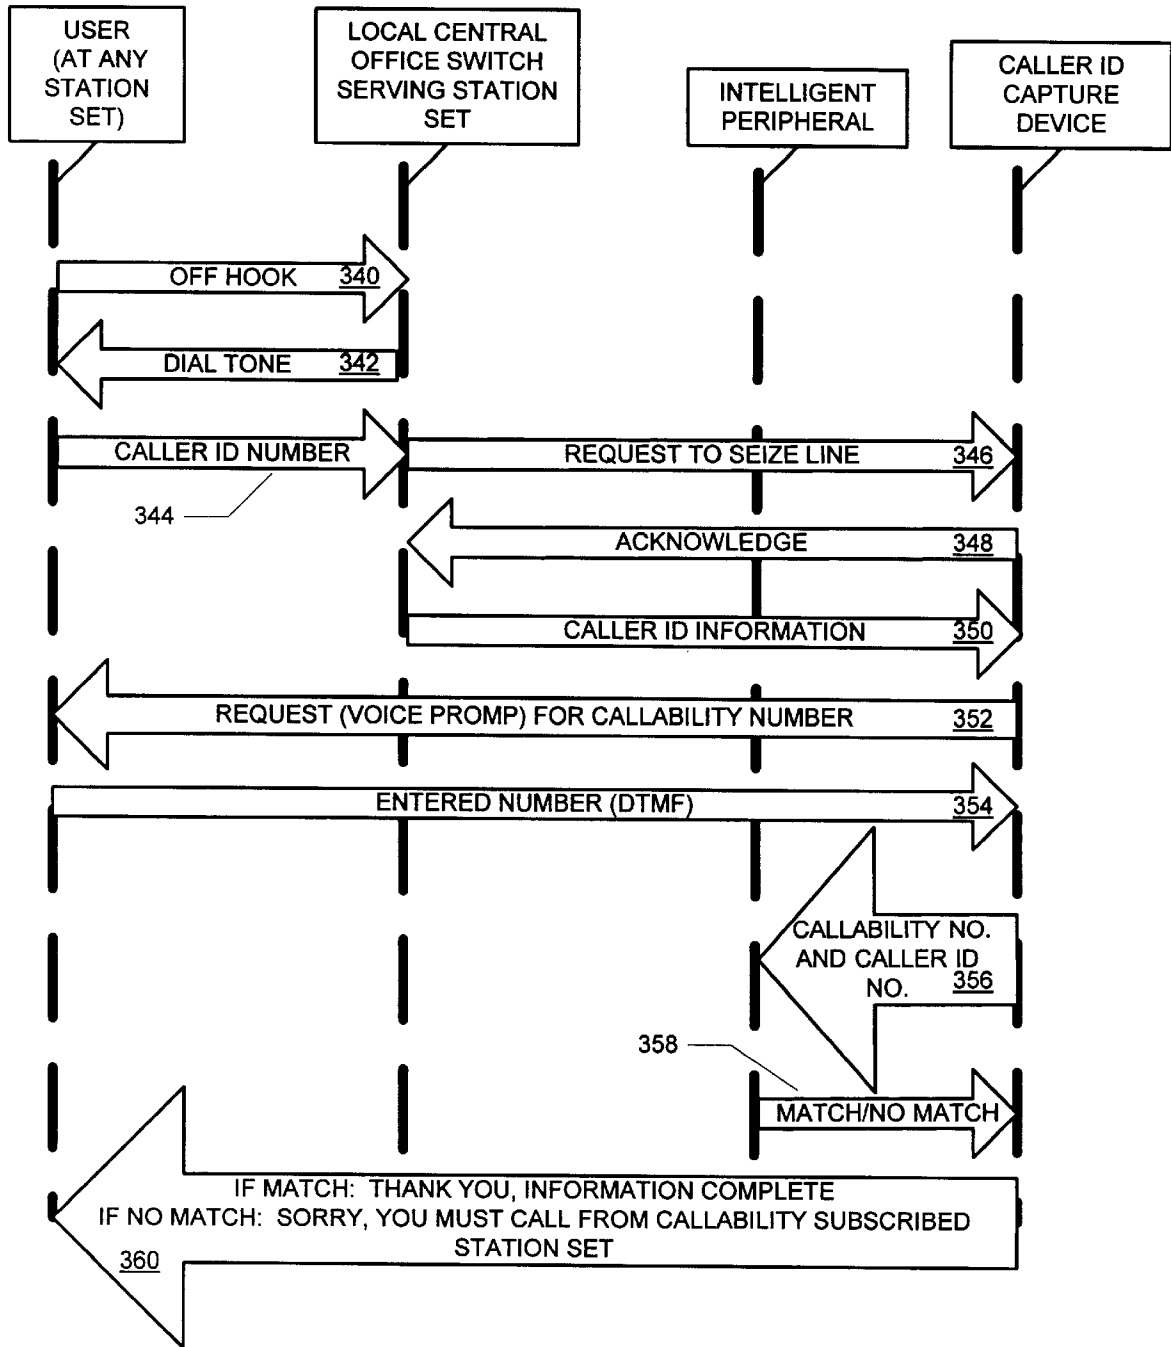 USER
(AT ANY
STATION
SET)
LOCAL CENTRAL
OFFICE SWITCH
SERVING STATION
SET
INTELLIGENT
PERIPHERAL
CALLER ID
CAPTURE
DEVICE
OFF HOOK 340
DIAL TONE 342
CALLER ID NUMBER
344
REQUEST TO SEIZE LINE 346
ACKNOWLEDGE 348
CALLER ID INFORMATION 350
REQUEST (VOICE PROMP) FOR CALLABILITY NUMBER 352
ENTERED NUMBER (DTMF) 354
CALLABILITY NO.
AND CALLER ID
NO. 356
358
MATCH/NO MATCH
IF MATCH: THANK YOU, INFORMATION COMPLETE
IF NO MATCH: SORRY, YOU MUST CALL FROM CALLABILITY SUBSCRIBED
STATION SET
360